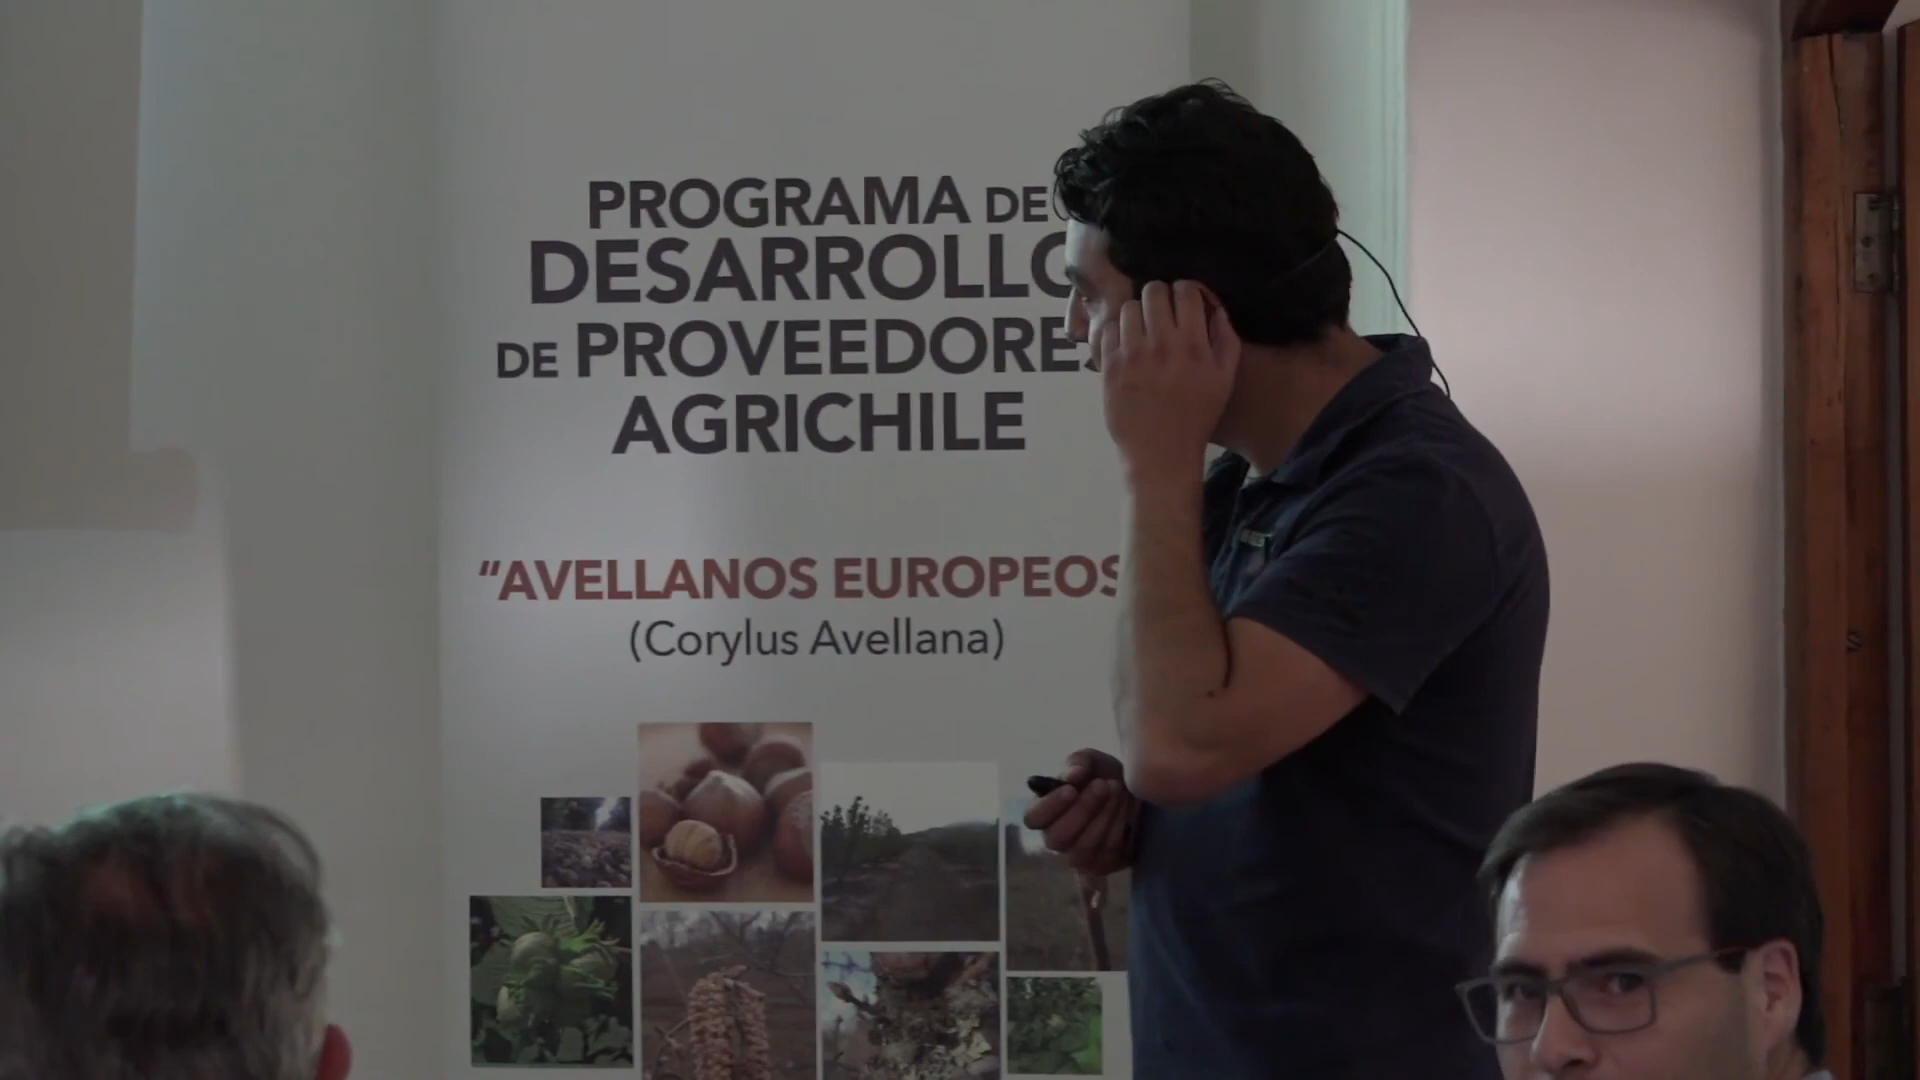 PROGRAMA DE
DESARROLLO
DE PROVEEDORES
AGRICHILE
“AVELLANOS EUROPEOS
(Corylus Avellana)